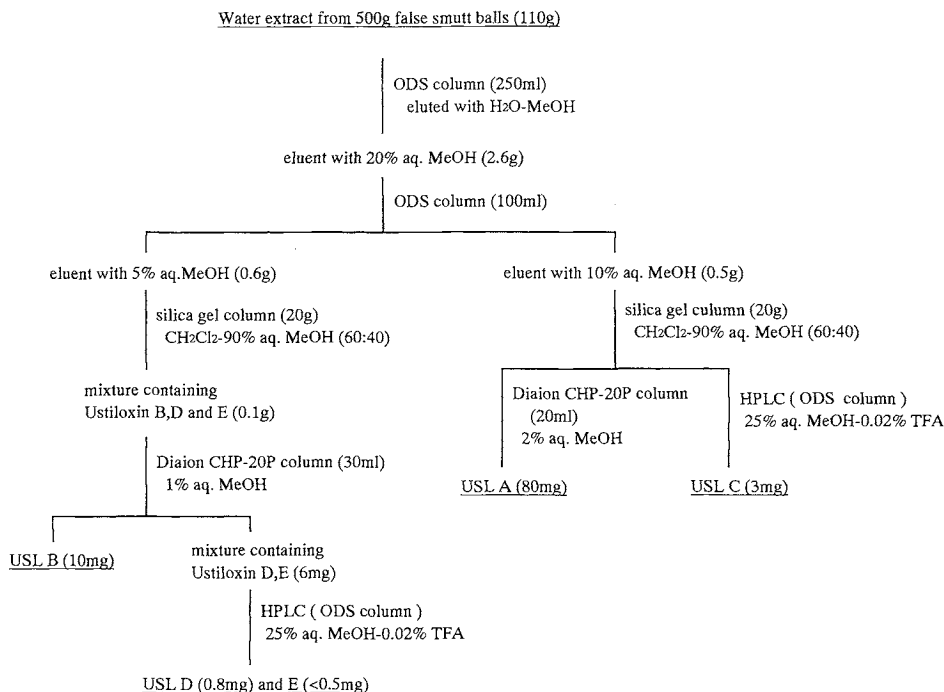 Water extract from 500g false smutt balls (110g)
ODS column (250ml)
eluted with H2O-MeOH
eluent with 20% aq. MeOH (2.6g)
ODS column (100ml)
eluent with 5% aq.MeOH (0.6g)
silica gel column (20g)
CH2Cl2-90% aq. MeOH (60:40)
mixture containing
Ustiloxin B,D and E (0.1g)
Diaion CHP-20P column (30ml)
1% aq. MeOH
USL B (10mg)
mixture containing
Ustiloxin D,E (6mg)
HPLC ( ODS column )
25% aq. MeOH-0.02% TFA
USL D (0.8mg) and E (<0.5mg)
eluent with 10% aq. MeOH (0.5g)
silica gel culumn (20g)
CH2Cl2-90% aq. MeOH (60:40)
Diaion CHP-20P column
(20ml)
2% aq. MeOH
USL A (80mg)
HPLC ( ODS column )
25% aq. MeOH-0.02% TFA
USL C (3mg)